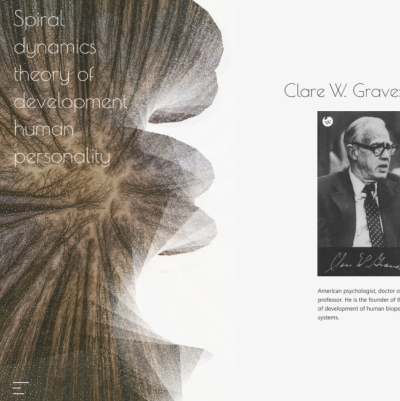 Spiral
dynamics
theory of
development
human
personality
Clare W. Graves
American psychologist, doctor o
professor. He is the founder of th
of development of human biops
systems.